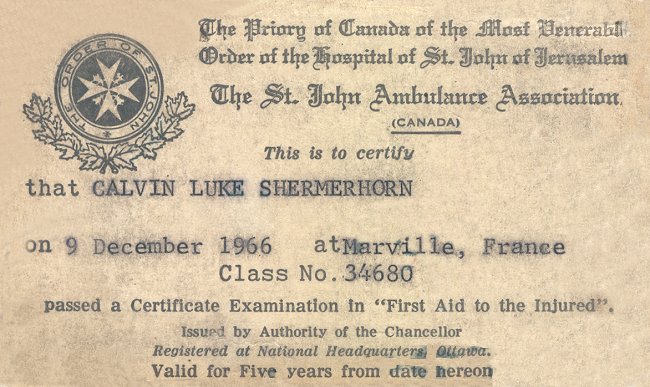 The Priory of Canada of the Most Venerable
Order of the Hospital of St. John of Jerusalem
The St. John Ambulance Association
(CANADA)
THE ORDER OF ST. JOHN
This is to certify
that CALVIN LUKE SHERMERHORN
on 9 December 1966 at Marville, France
Class No. 34680
passed a Certificate Examination in “First Aid to the Injured”.
Issued by Authority of the Chancellor
Registered at National Headquarters, Ottawa.
Valid for Five years from date hereon